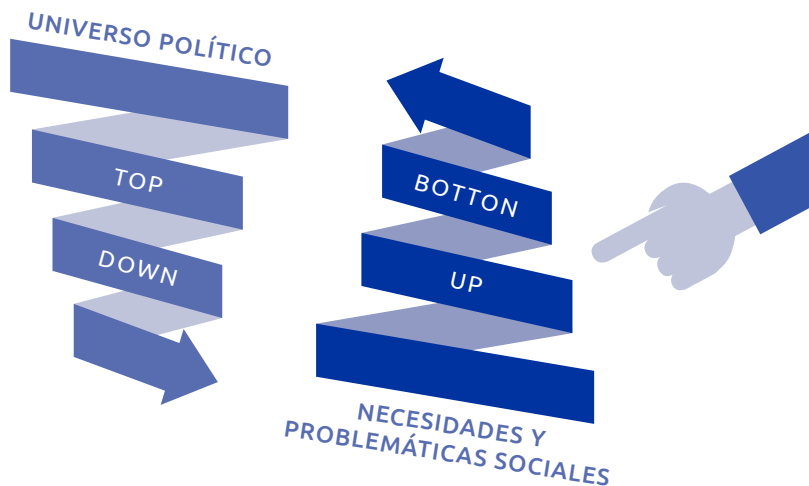 UNIVERSO POLÍTICO
TOP
DOWN
BOTTON
UP
NECESIDADES Y
PROBLEMÁTICAS SOCIALES